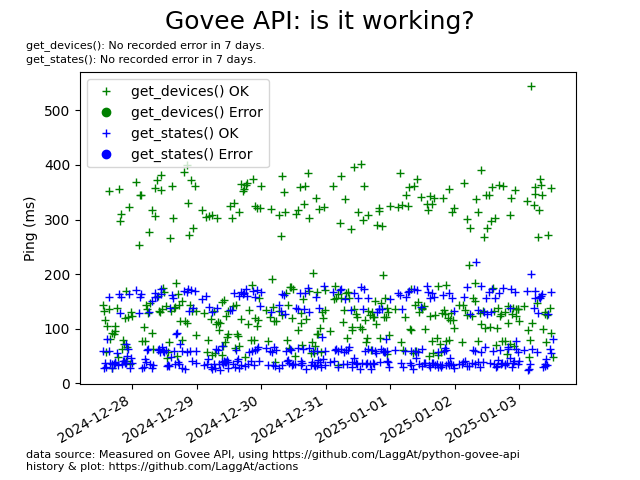 Govee API: is it working?
get_devices(): No recorded error in 7 days.
get_states(): No recorded error in 7 days.
get_devices() OK
get_devices() Error
get_states() OK
get_states() Error
Ping (ms)
500
400
300
200
100
0
2024-12-28
2024-12-29
2024-12-30
2024-12-31
2025-01-01
2025-01-02
2025-01-03
data source: Measured on Govee API, using https://github.com/LaggAt/python-govee-api
history & plot: https://github.com/LaggAt/actions